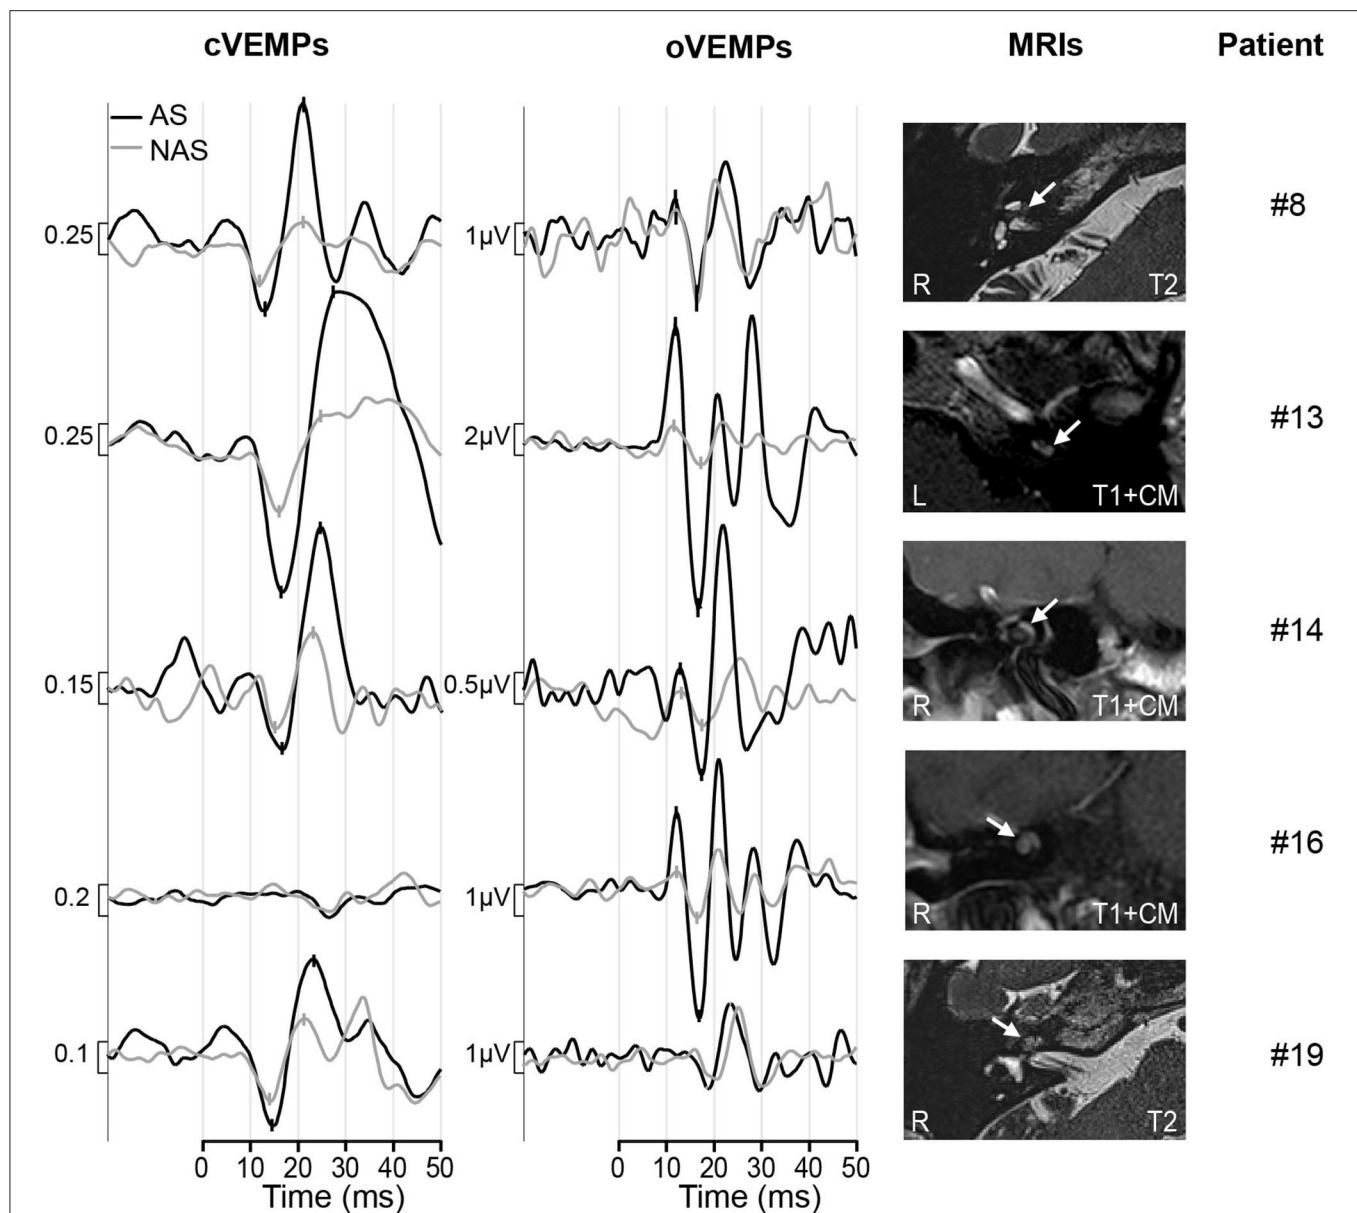 cVEMPs oVEMPs MRIs Patient
AS
NAS
0.25 1µV R T2 #8
0.25 2µV L T1+CM #13
0.15 0.5µV R T1+CM #14
0.2 1µV R T1+CM #16
0.1 1µV R T2 #19
0 10 20 30 40 50 0 10 20 30 40 50
Time (ms) Time (ms)